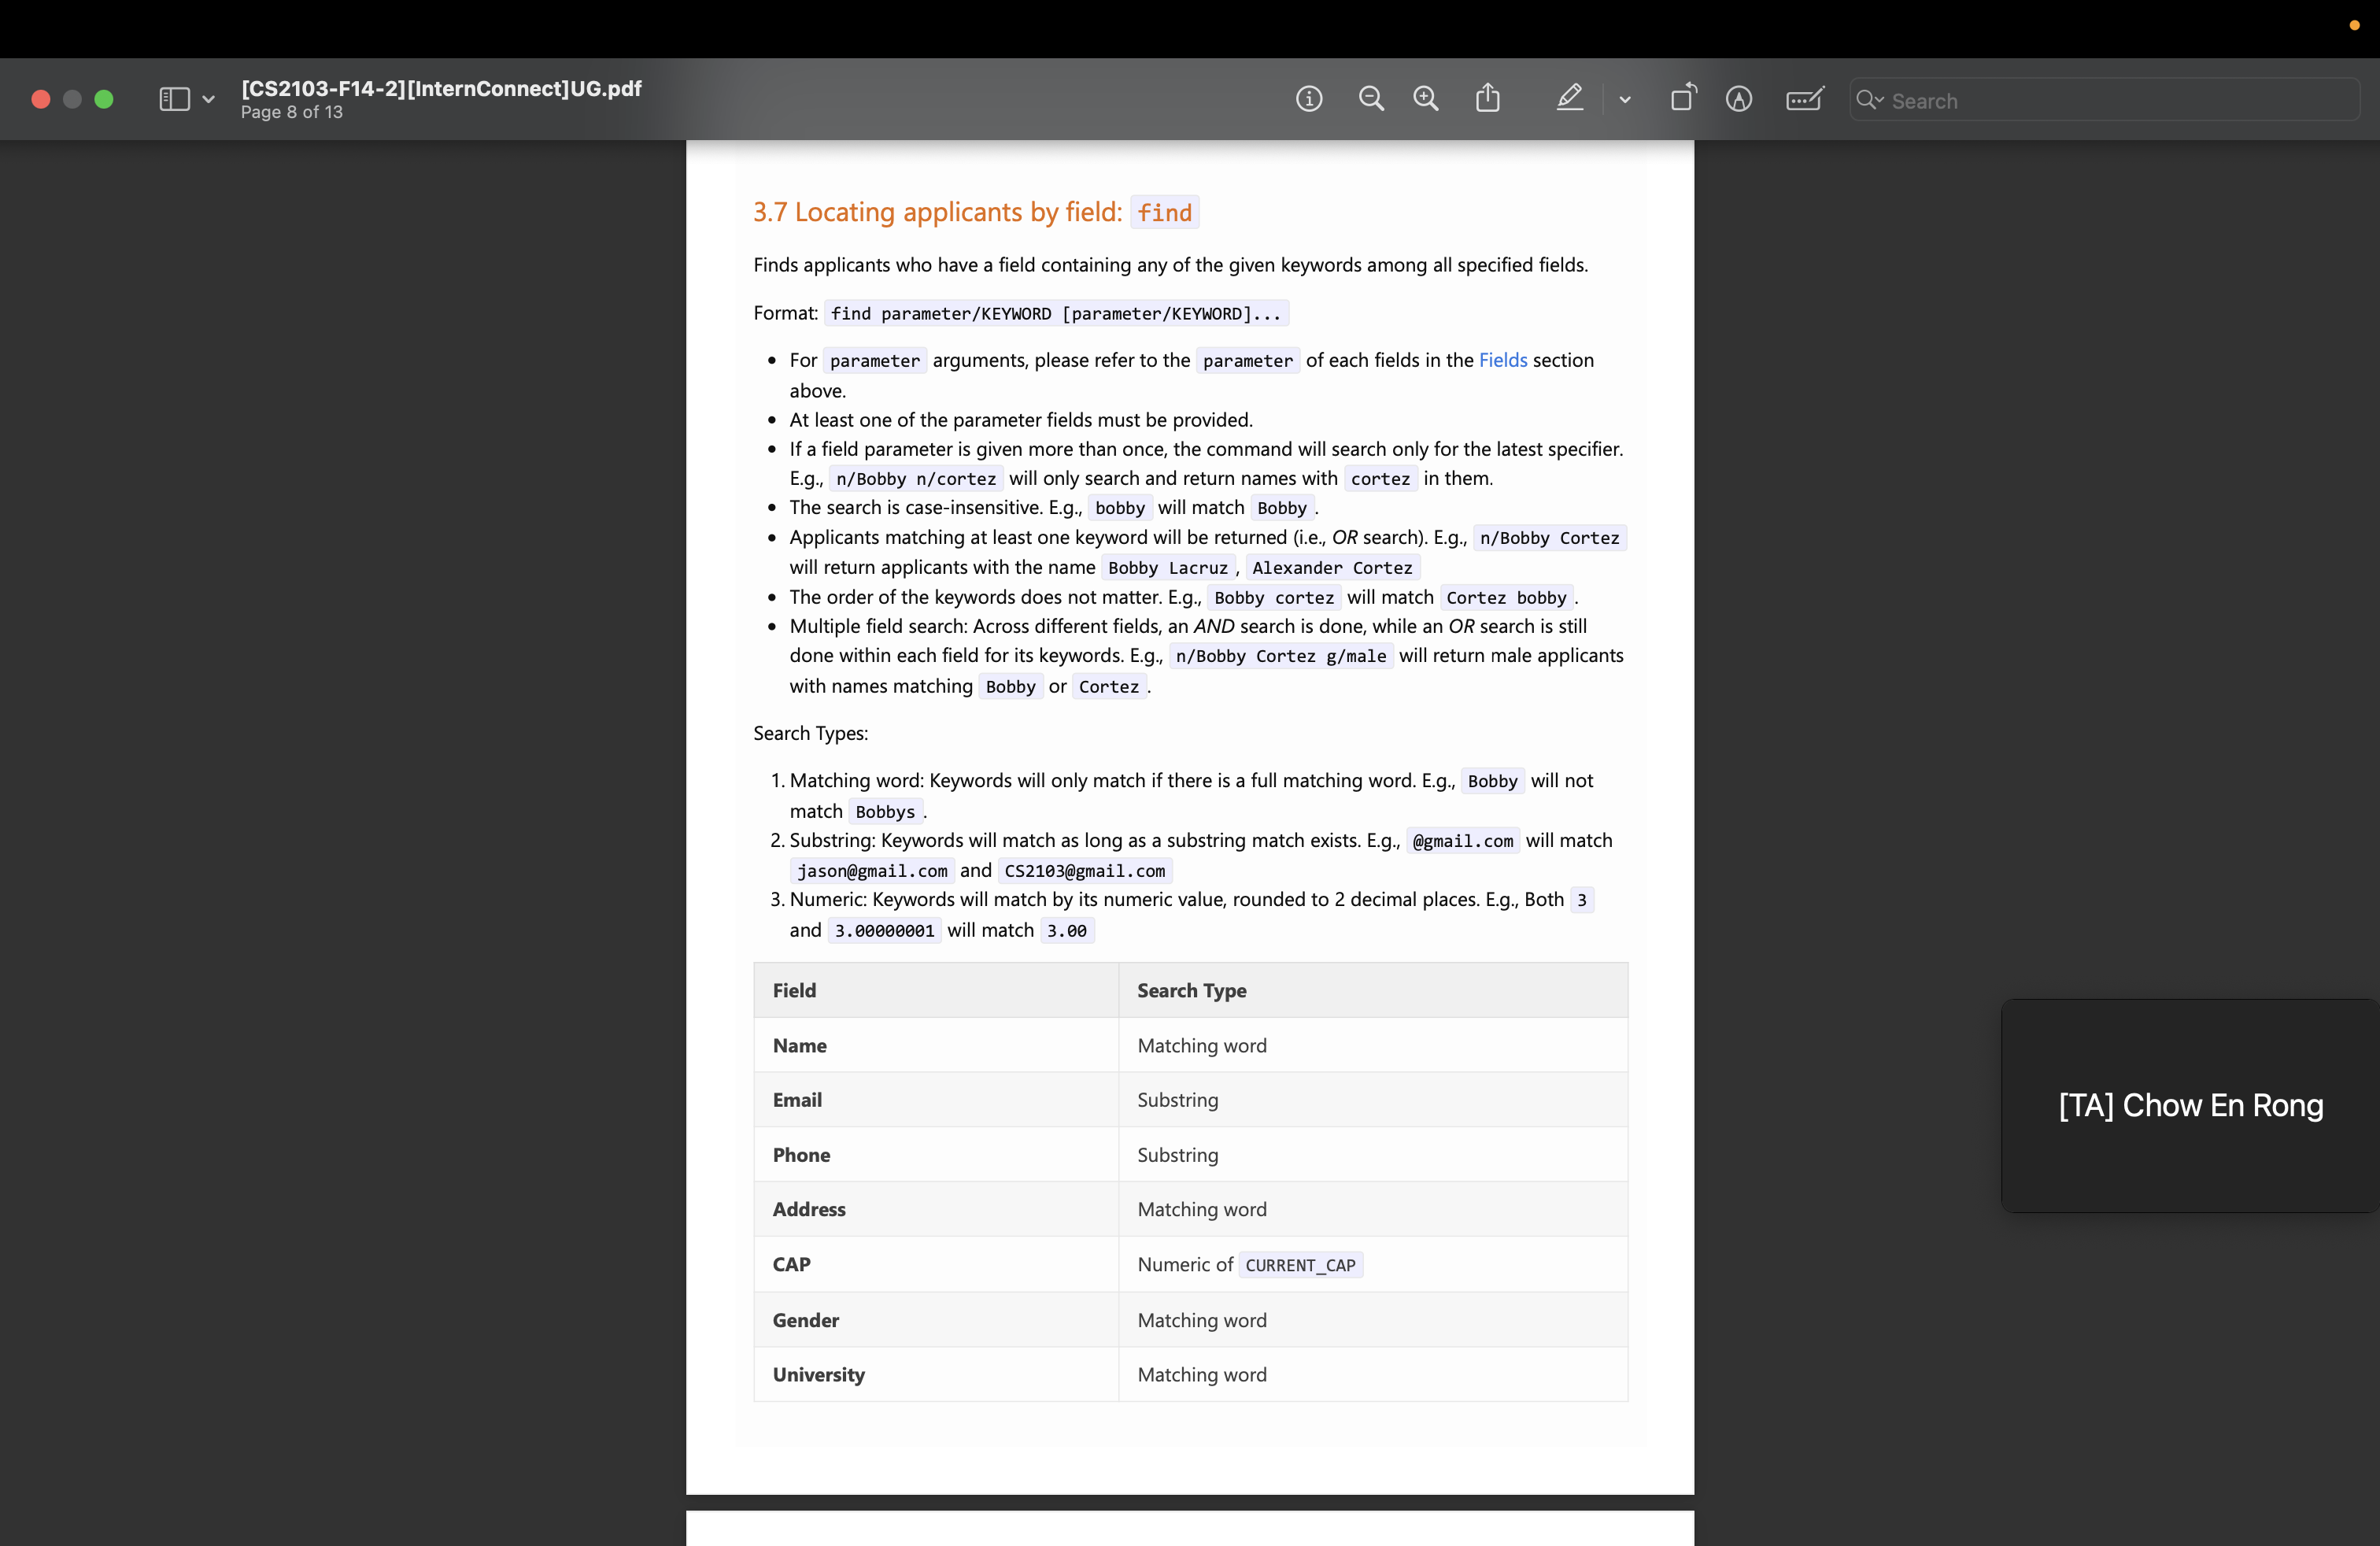 [CS2103-F14-2][InternConnect]UG.pdf
Page 8 of 13
Search
3.7 Locating applicants by field: find
Finds applicants who have a field containing any of the given keywords among all specified fields.
Format: find parameter/KEYWORD [parameter/KEYWORD]...
• For parameter arguments, please refer to the parameter of each fields in the Fields section
above.
• At least one of the parameter fields must be provided.
• If a field parameter is given more than once, the command will search only for the latest specifier.
E.g., n/Bobby n/cortez will only search and return names with cortez in them.
• The search is case-insensitive. E.g., bobby will match Bobby .
• Applicants matching at least one keyword will be returned (i.e., OR search). E.g., n/Bobby Cortez
will return applicants with the name Bobby Lacruz , Alexander Cortez
• The order of the keywords does not matter. E.g., Bobby cortez will match Cortez bobby .
• Multiple field search: Across different fields, an AND search is done, while an OR search is still
done within each field for its keywords. E.g., n/Bobby Cortez g/male will return male applicants
with names matching Bobby or Cortez .
Search Types:
1. Matching word: Keywords will only match if there is a full matching word. E.g., Bobby will not
match Bobbys .
2. Substring: Keywords will match as long as a substring match exists. E.g., @gmail.com will match
jason@gmail.com and CS2103@gmail.com
3. Numeric: Keywords will match by its numeric value, rounded to 2 decimal places. E.g., Both 3
and 3.00000001 will match 3.00
Field Search Type
Name Matching word
Email Substring
Phone Substring
Address Matching word
CAP Numeric of CURRENT_CAP
Gender Matching word
University Matching word
[TA] Chow En Rong